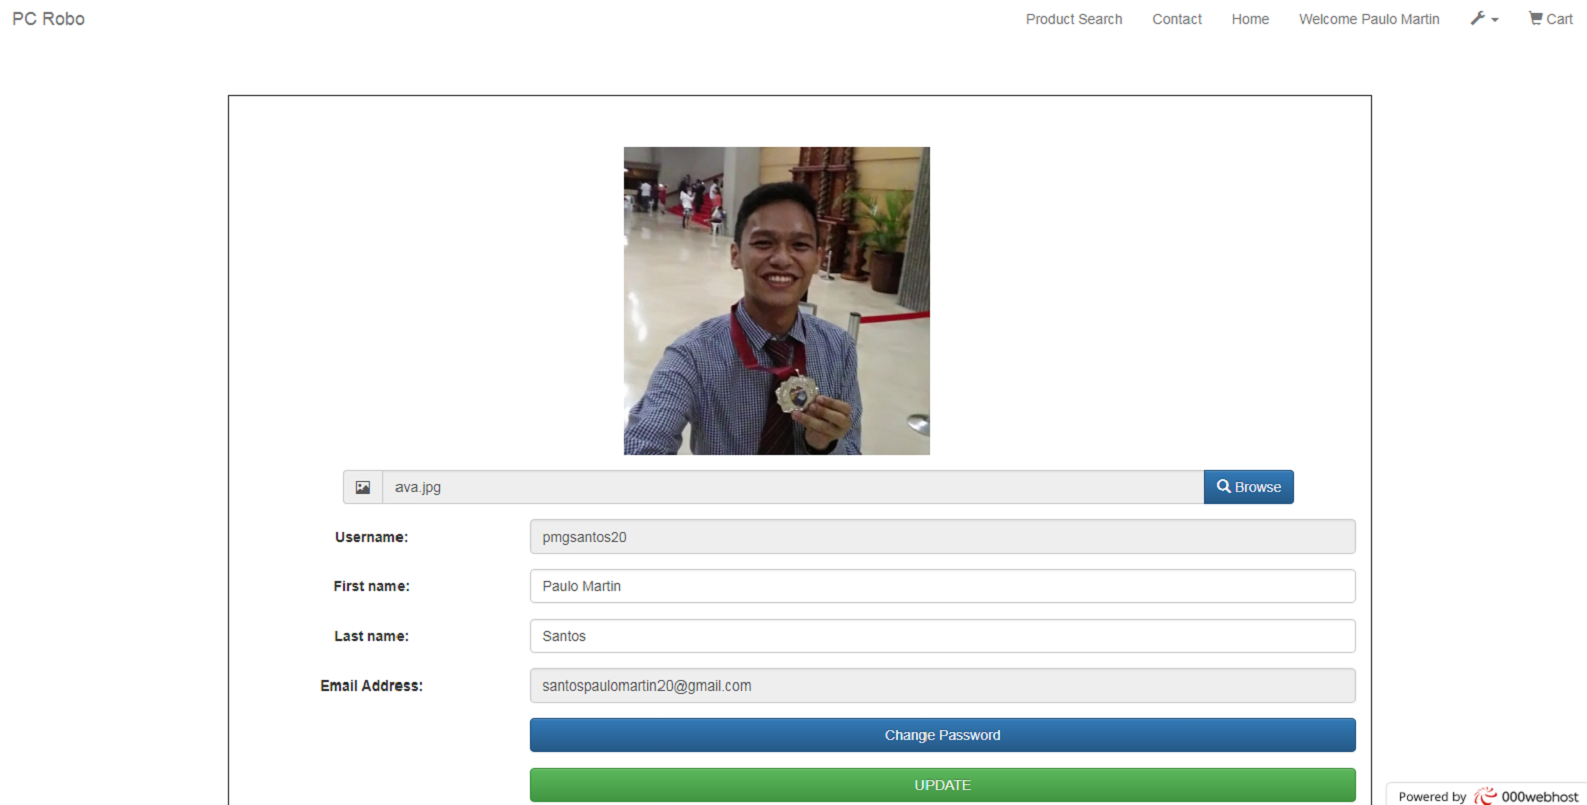 PC Robo
Product Search Contact Home Welcome Paulo Martin Cart
ava.jpg Browse
Username: pmgsantos20
First name: Paulo Martin
Last name: Santos
Email Address: santospaulomartin20@gmail.com
Change Password
UPDATE
Powered by 000webhost